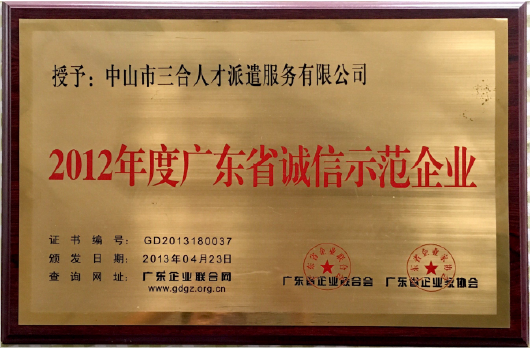 授予：中山市三合人才派遣服务有限公司
2012年度广东省诚信示范企业
证书编号：GD2013180037
颁发日期：2013年04月23日
查询网址：广东企业联合网
www.gdgz.org.cn
广东省企业联合会 广东省企业家协会